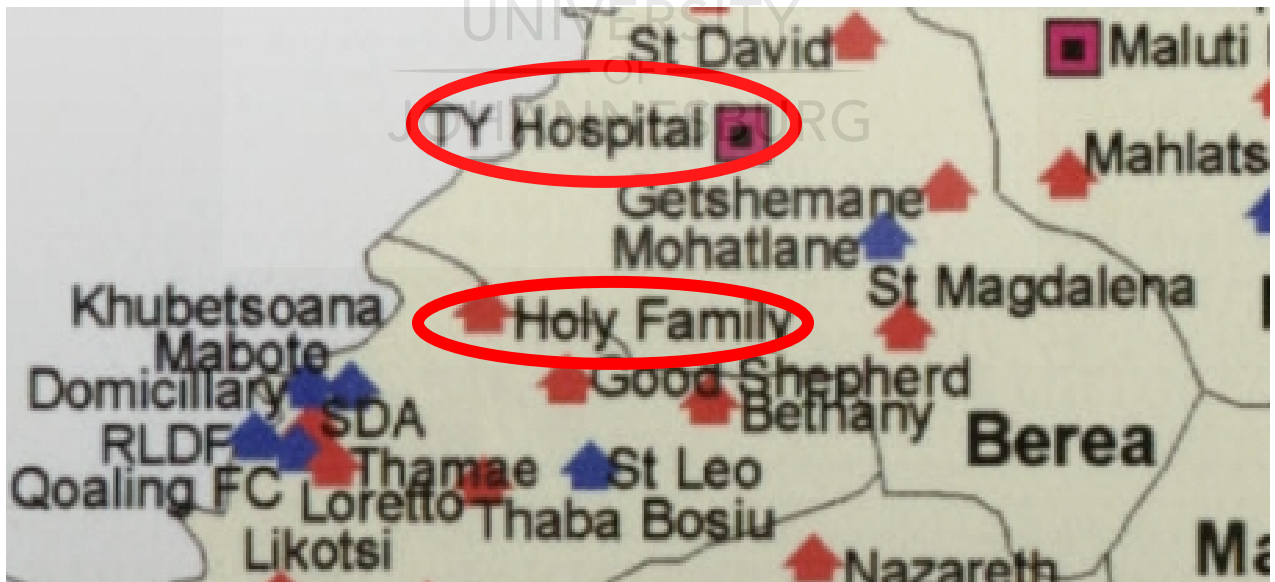 UNIVERSITY
OF
JOHANNESBURG
St David
Maluti
TY Hospital
Mahlats
Getshemane
Mohatlane
St Magdalena
Khubetsoana
Holy Family
Mabote
Domicillary
Good Shepherd
Bethany
SDA
RLDF
Berea
Thamae
St Leo
Qoaling FC
Loretto
Thaba Bosiu
Likotsi
Nazareth
Ma